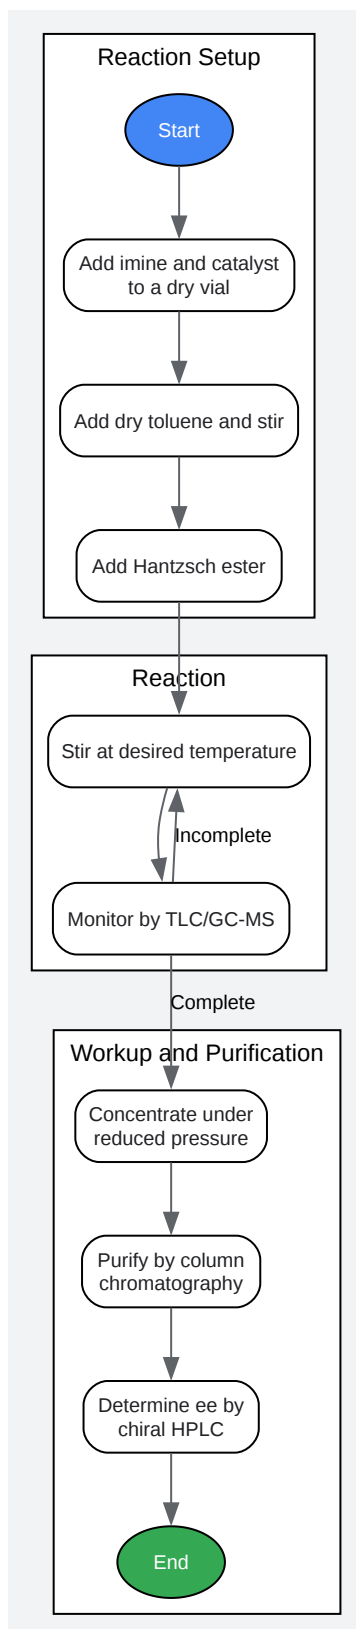 Reaction Setup
Start
Add imine and catalyst
to a dry vial
Add dry toluene and stir
Add Hantzsch ester
Reaction
Stir at desired temperature
Incomplete
Monitor by TLC/GC-MS
Complete
Workup and Purification
Concentrate under
reduced pressure
Purify by column
chromatography
Determine ee by
chiral HPLC
End